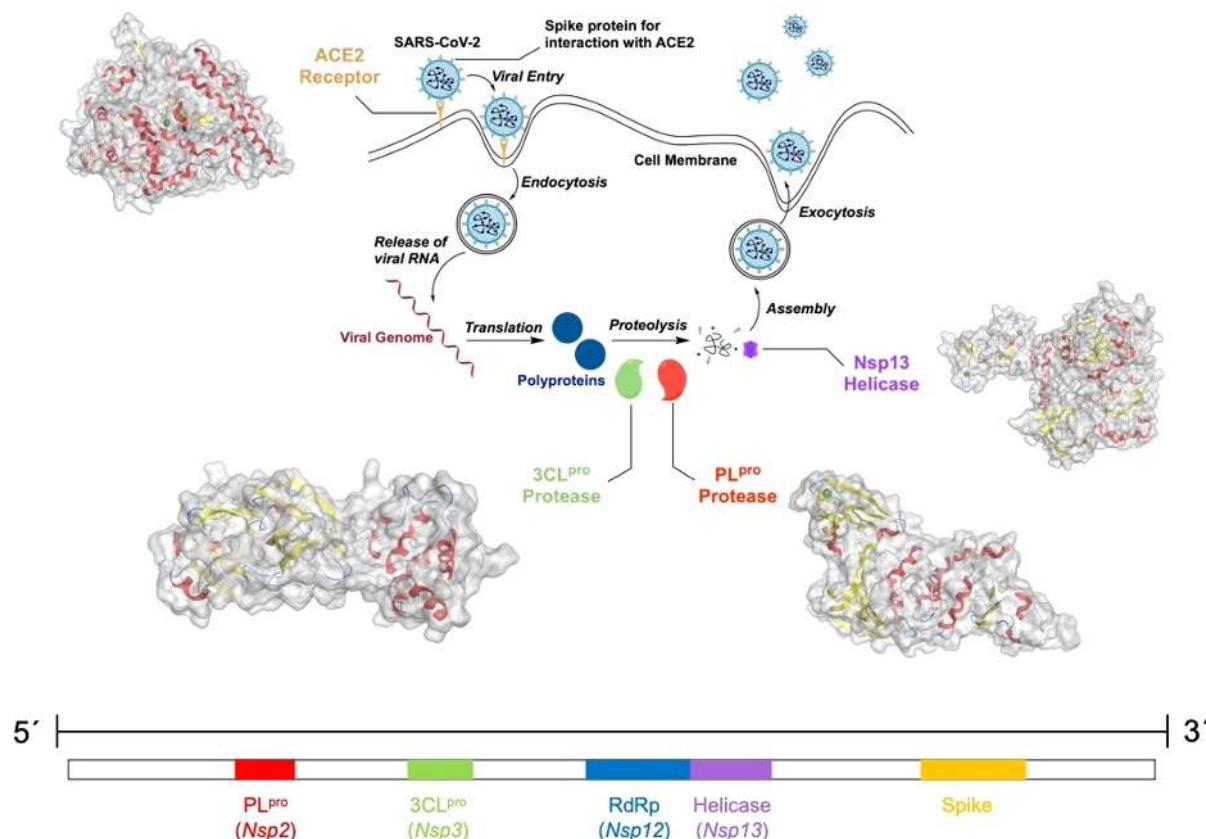 SARS-CoV-2
Spike protein for
interaction with ACE2
ACE2
Receptor
Viral Entry
Cell Membrane
Endocytosis
Exocytosis
Release of
viral RNA
Viral Genome
Translation
Polyproteins
Proteolysis
Assembly
Nsp13
Helicase
3CLpro
Protease
PLpro
Protease
5´
3´
PLpro
(Nsp2)
3CLpro
(Nsp3)
RdRp
(Nsp12)
Helicase
(Nsp13)
Spike